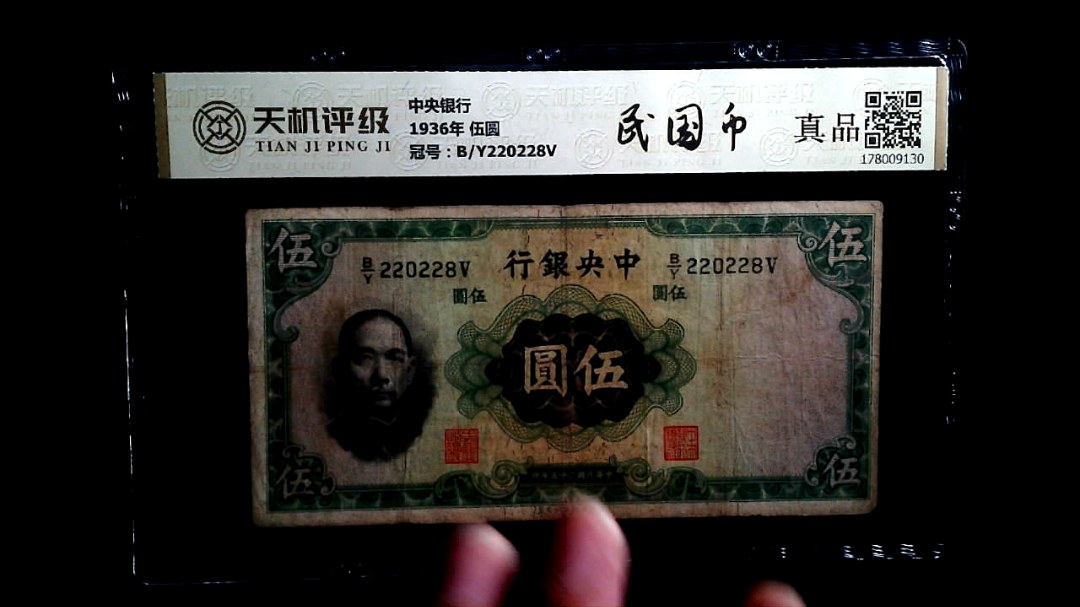 天机评级
TIAN JI PING JI
中央银行
1936年 伍圆
冠号：B/Y220228V
民国币
真品
178009130
伍
伍
B/Y 220228V
行銀央中
B/Y 220228V
圓伍
圓伍
圓伍
伍
伍